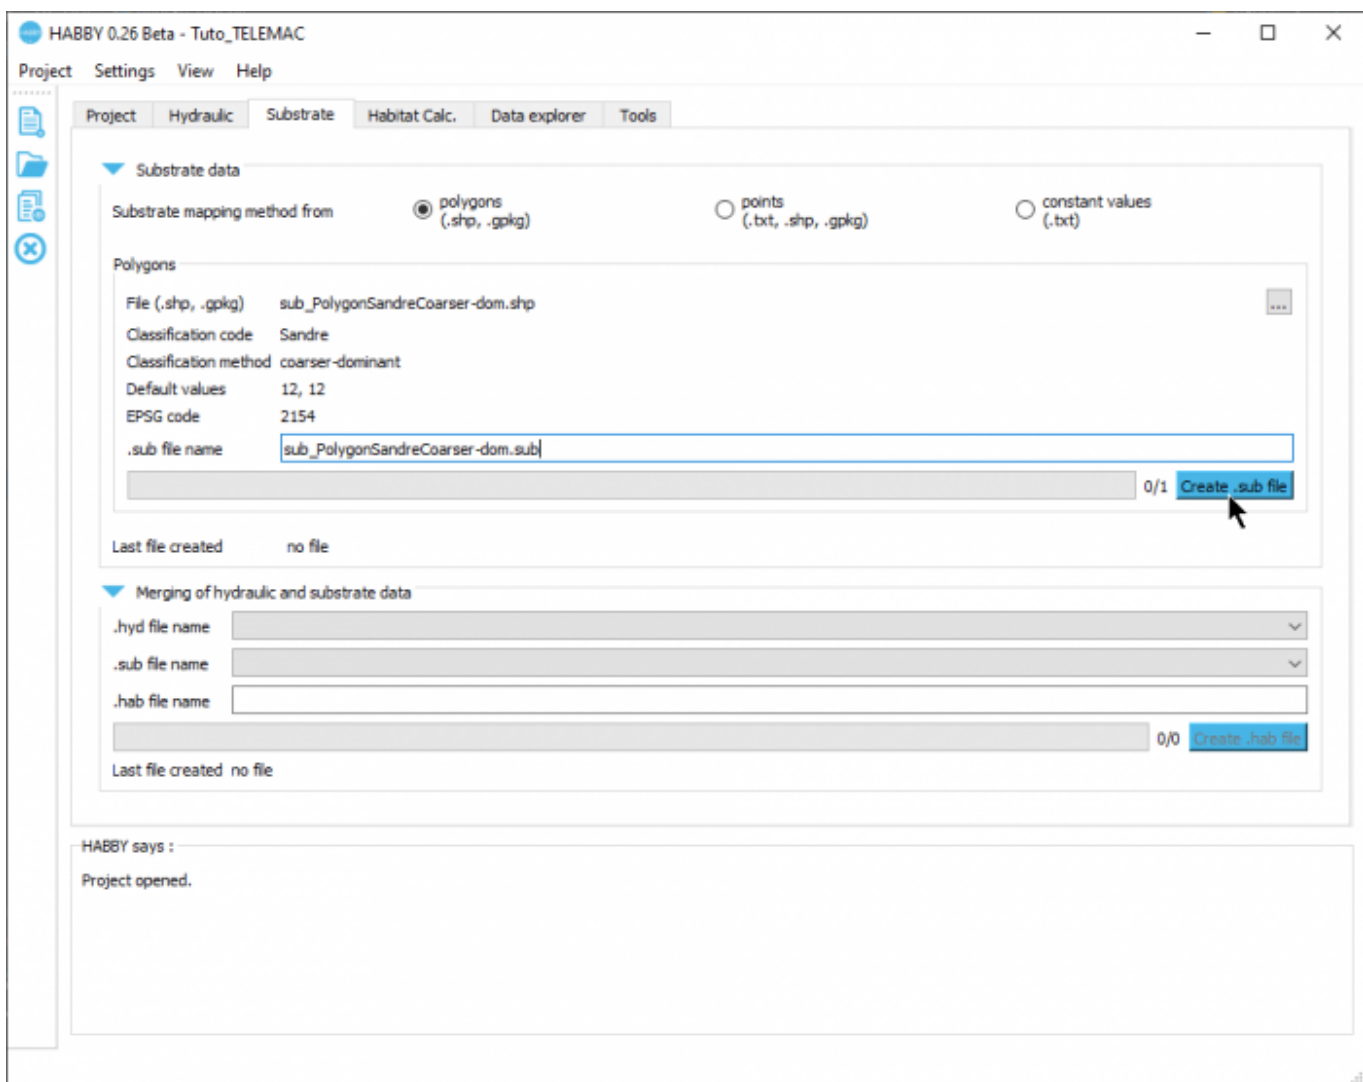 HABBY 0.26 Beta - Tuto_TELEMAC
Project Settings View Help
Project Hydraulic Substrate Habitat Calc. Data explorer Tools
Substrate data
Substrate mapping method from
polygons
(.shp, .gpkg)
points
(.txt, .shp, .gpkg)
constant values
(.txt)
Polygons
File (.shp, .gpkg) sub_PolygonSandreCoarser-dom.shp ...
Classification code Sandre
Classification method coarser-dominant
Default values 12, 12
EPSG code 2154
.sub file name sub_PolygonSandreCoarser-dom.sub
0/1 Create .sub file
Last file created no file
Merging of hydraulic and substrate data
.hyd file name
.sub file name
.hab file name
0/0 Create .hab file
Last file created no file
HABBY says :
Project opened.